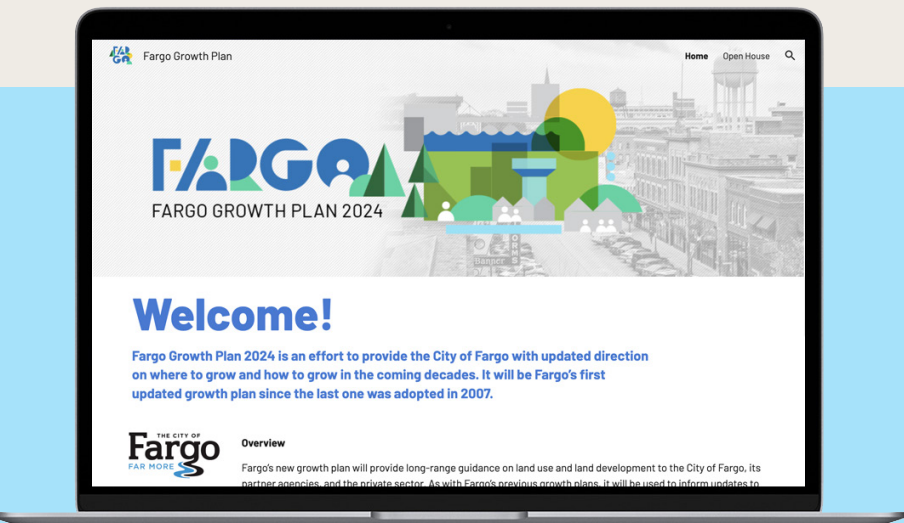 Fargo Growth Plan
Home Open House
FARGO
FARGO GROWTH PLAN 2024
Banner
ORMS
Welcome!
Fargo Growth Plan 2024 is an effort to provide the City of Fargo with updated direction
on where to grow and how to grow in the coming decades. It will be Fargo’s first
updated growth plan since the last one was adopted in 2007.
THE CITY OF
Fargo
FAR MORE
Overview
Fargo’s new growth plan will provide long-range guidance on land use and land development to the City of Fargo, its
partner agencies, and the private sector. As with Fargo’s previous growth plans, it will be used to inform updates to